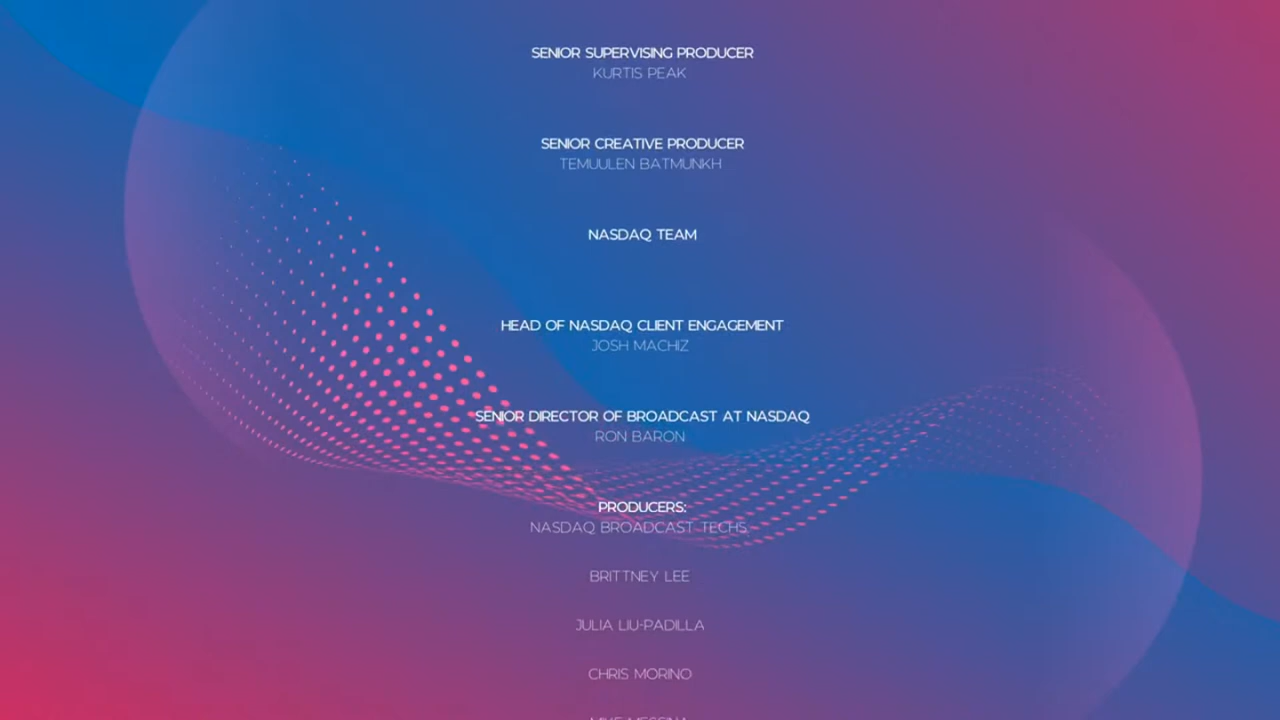 SENIOR SUPERVISING PRODUCER
KURTIS PEAK
SENIOR CREATIVE PRODUCER
TEMUULEN BATMUNKH
NASDAQ TEAM
HEAD OF NASDAQ CLIENT ENGAGEMENT
JOSH MACHIZ
SENIOR DIRECTOR OF BROADCAST AT NASDAQ
RON BARON
PRODUCERS:
NASDAQ BROADCAST TECHS.
BRITTNEY LEE
JULIA LIU-PADILLA
CHRIS MORINO